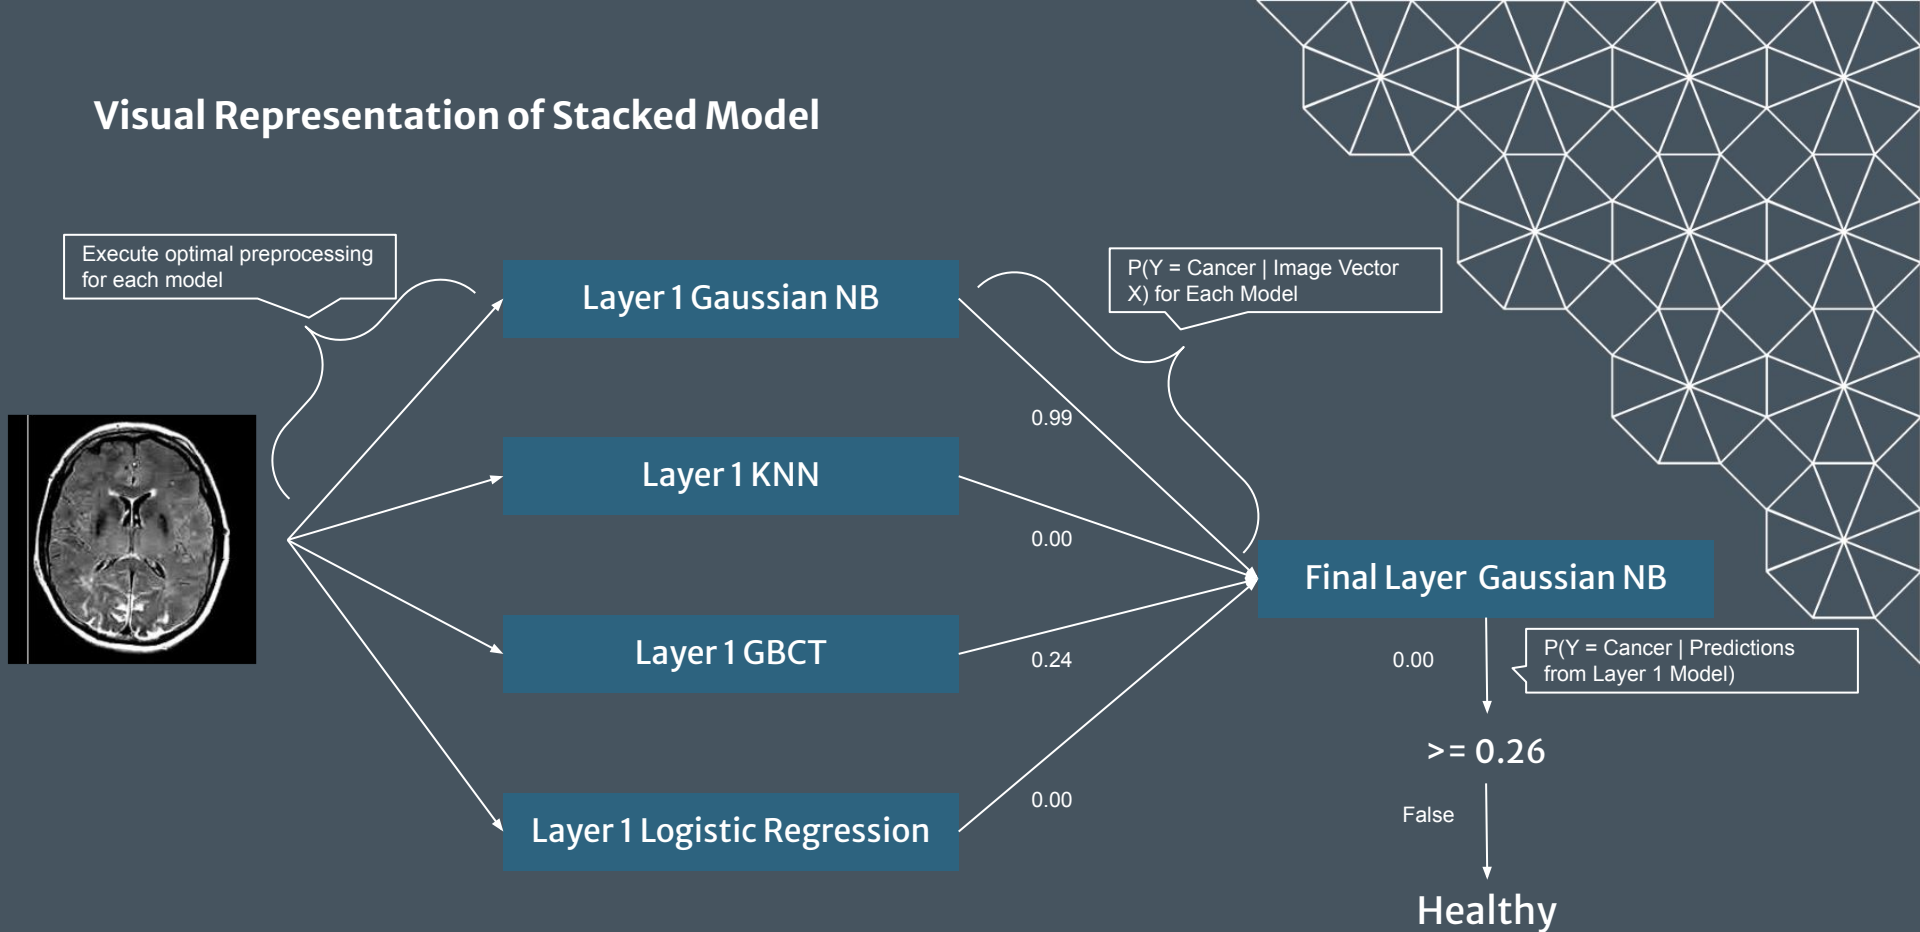 Visual Representation of Stacked Model
Execute optimal preprocessing
for each model
Layer 1 Gaussian NB
P(Y = Cancer | Image Vector
X) for Each Model
0.99
Layer 1 KNN
0.00
Layer 1 GBCT
0.24
Layer 1 Logistic Regression
0.00
Final Layer  Gaussian NB
0.00
P(Y = Cancer | Predictions
from Layer 1 Model)
>= 0.26
False
Healthy